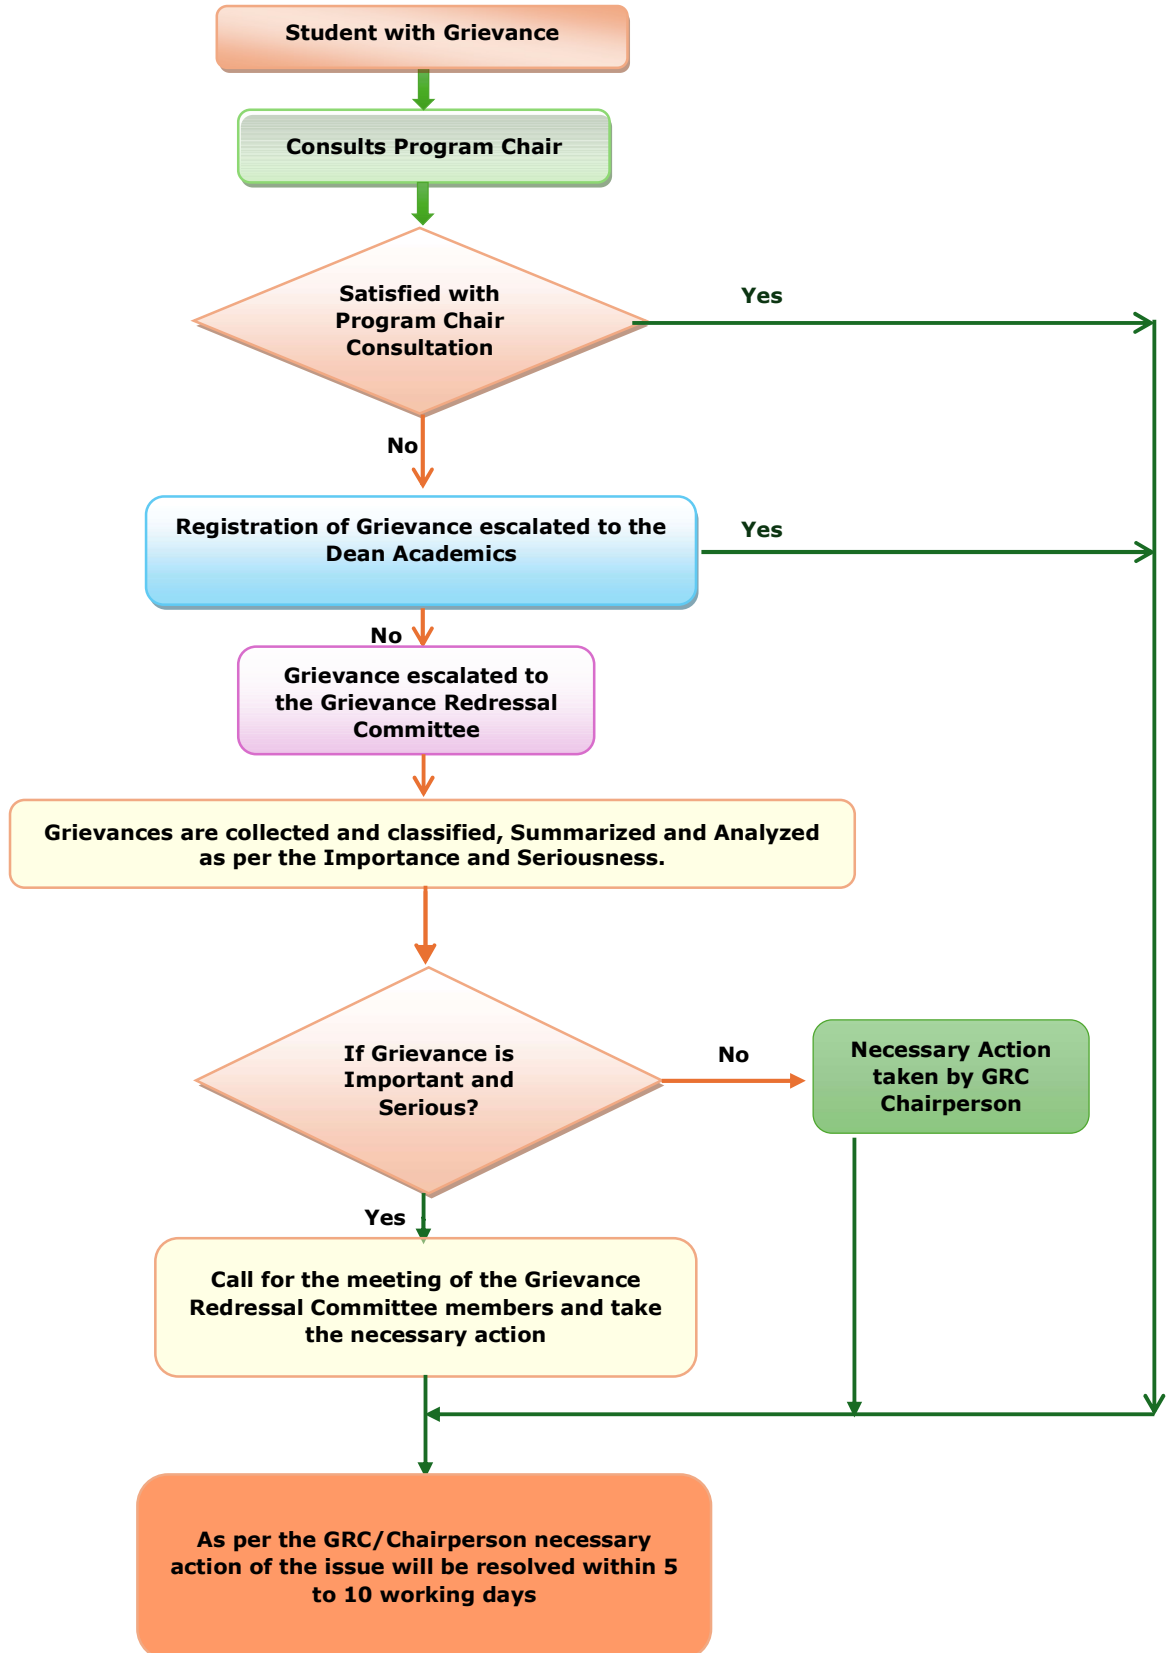 Student with Grievance
Consults Program Chair
Satisfied with
Program Chair
Consultation
Yes
No
Registration of Grievance escalated to the
Dean Academics
Yes
No
Grievance escalated to
the Grievance Redressal
Committee
Grievances are collected and classified, Summarized and Analyzed
as per the Importance and Seriousness.
If Grievance is
Important and
Serious?
No
Necessary Action
taken by GRC
Chairperson
Yes
Call for the meeting of the Grievance
Redressal Committee members and take
the necessary action
As per the GRC/Chairperson necessary
action of the issue will be resolved within 5
to 10 working days